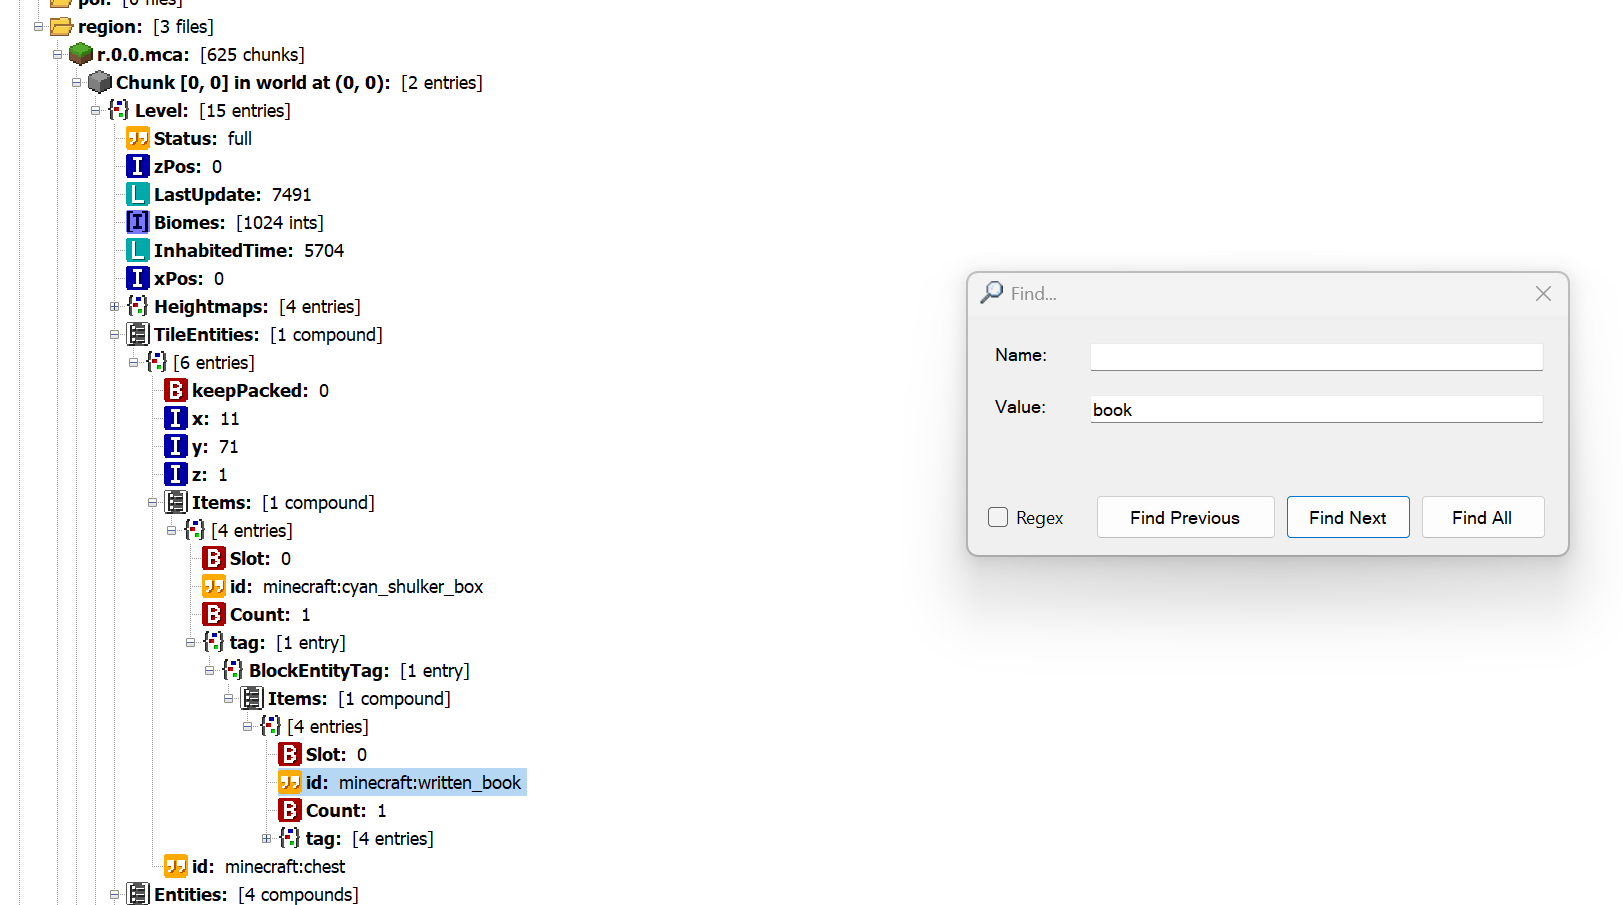 poi: [0 files]
region: [3 files]
r.0.0.mca: [625 chunks]
Chunk [0, 0] in world at (0, 0): [2 entries]
Level: [15 entries]
Status: full
I zPos: 0
L LastUpdate: 7491
[I] Biomes: [1024 ints]
L InhabitedTime: 5704
I xPos: 0
Heightmaps: [4 entries]
TileEntities: [1 compound]
[6 entries]
B keepPacked: 0
I x: 11
I y: 71
I z: 1
Items: [1 compound]
[4 entries]
B Slot: 0
id: minecraft:cyan_shulker_box
B Count: 1
tag: [1 entry]
BlockEntityTag: [1 entry]
Items: [1 compound]
[4 entries]
B Slot: 0
id: minecraft:written_book
B Count: 1
tag: [4 entries]
id: minecraft:chest
Entities: [4 compounds]
Find...
Name:
Value: book
Regex Find Previous Find Next Find All